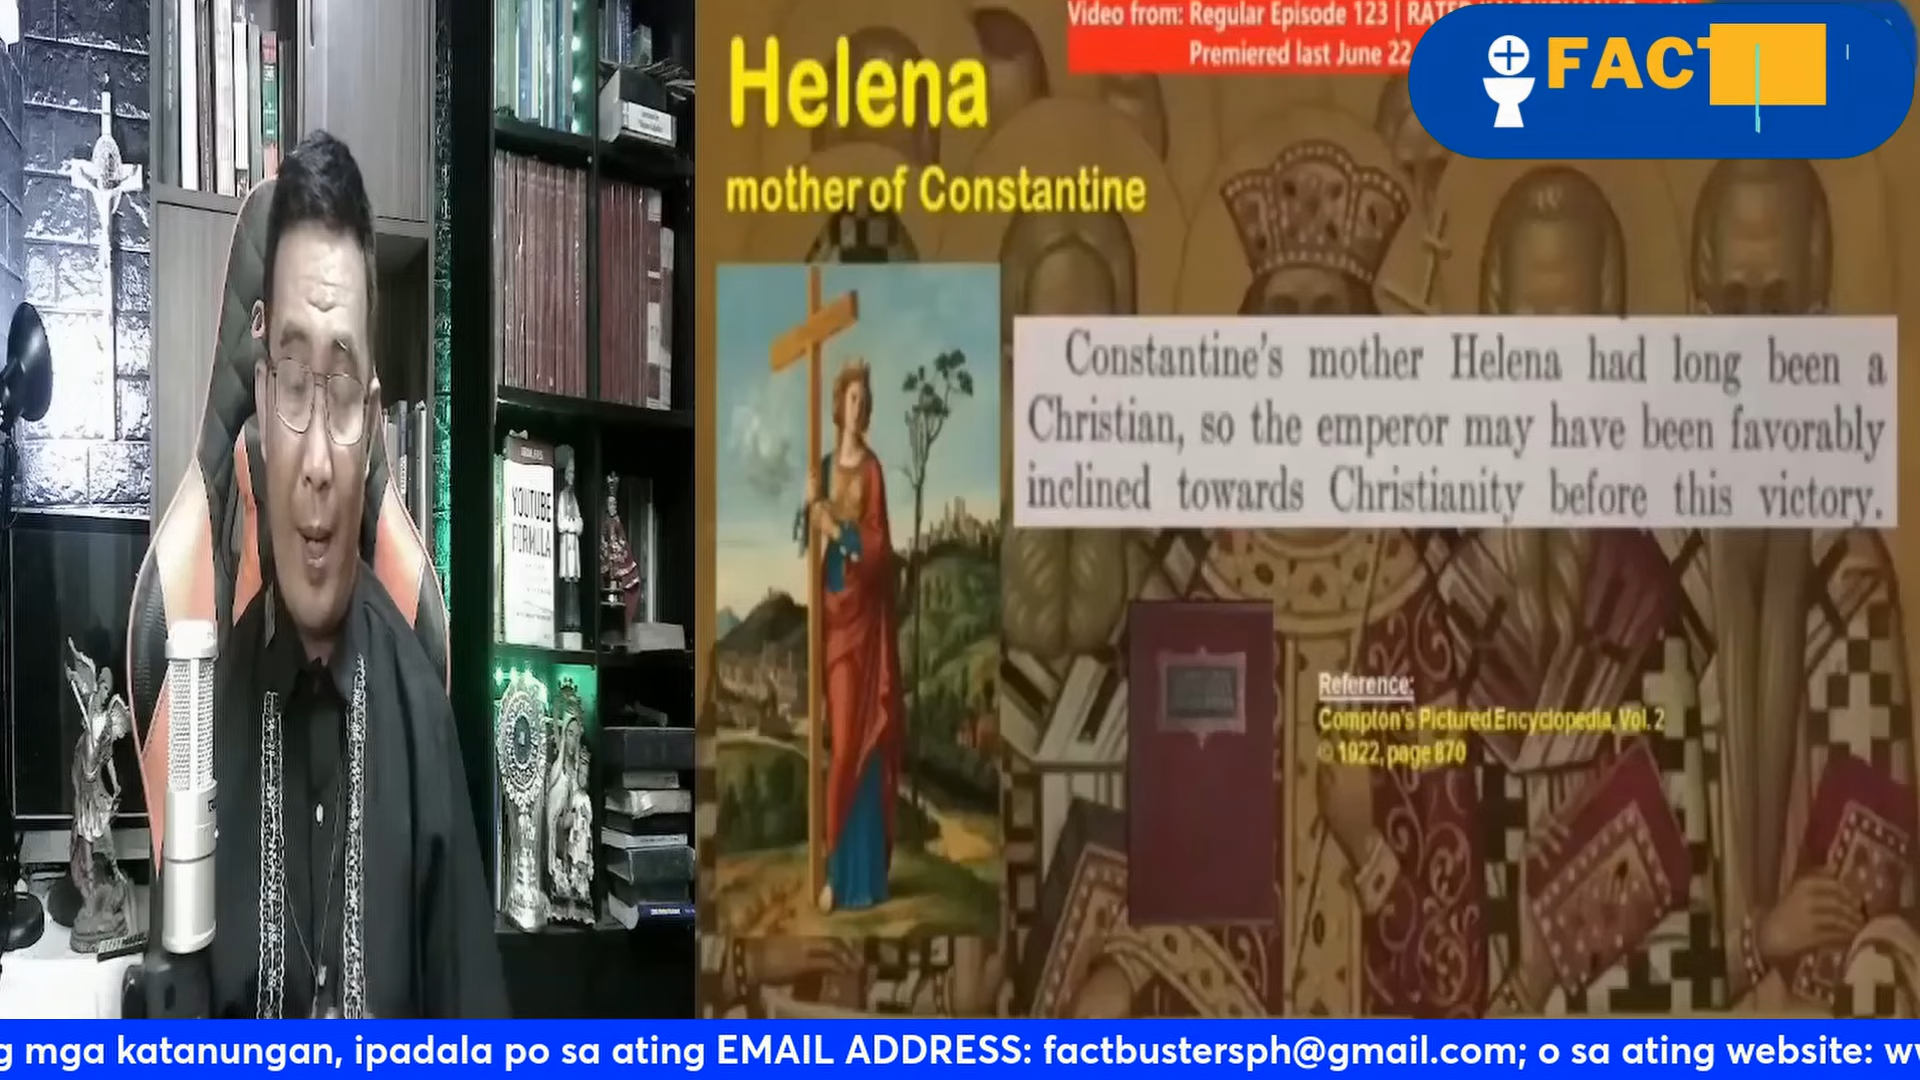 Video from: Regular Episode 123 |
Premiered last June 22
FACT
Helena
mother of Constantine
Constantine's mother Helena had long been a
Christian, so the emperor may have been favorably
inclined towards Christianity before this victory.
YOUTUBE
FORMULA
Reference:
Compton's Pictured Encyclopedia, Vol. 2
© 1922, page 870
g mga katanungan, ipadala po sa ating EMAIL ADDRESS: factbustersph@gmail.com; o sa ating website: w